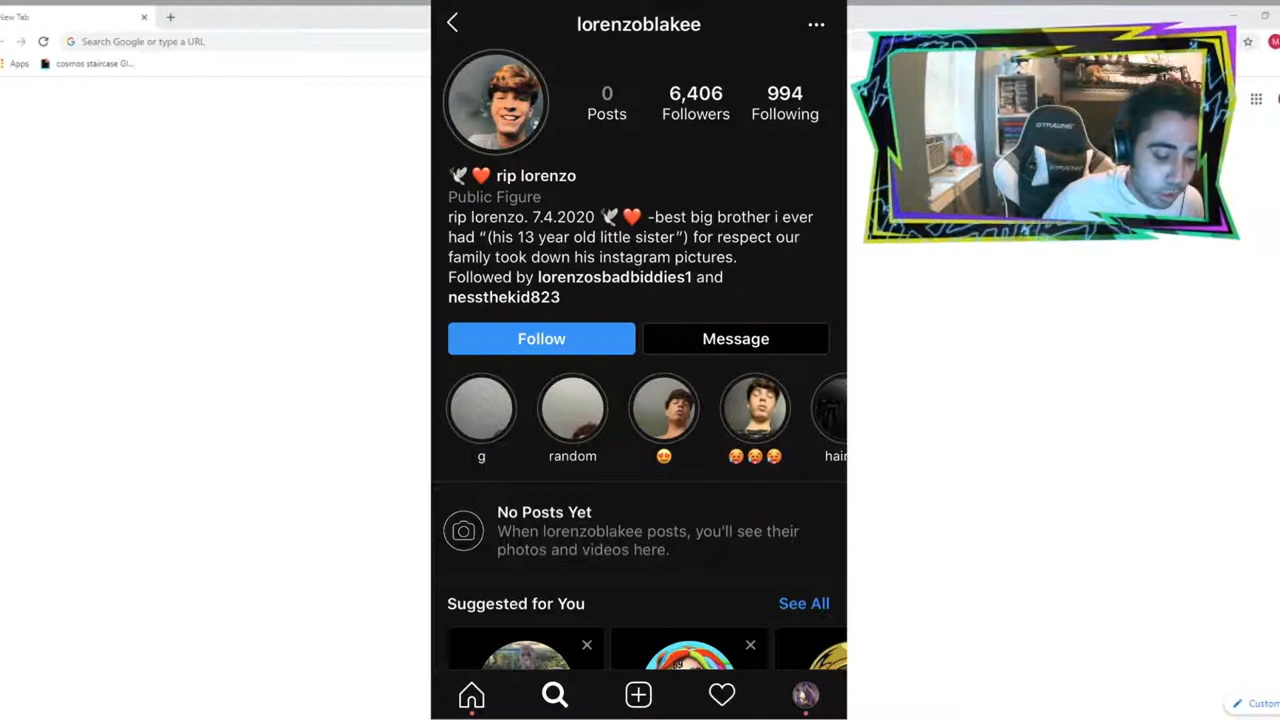 New Tab
Search Google or type a URL
Apps
cosmos staircase Gl...
lorenzoblakee
0
Posts
6,406
Followers
994
Following
🕊❤️ rip lorenzo
Public Figure
rip lorenzo. 7.4.2020 🕊❤️ -best big brother i ever
had “(his 13 year old little sister”) for respect our
family took down his instagram pictures.
Followed by lorenzosbadbiddies1 and
nessthekid823
Follow
Message
g
random
😍
🥵🥵🥵
hair
No Posts Yet
When lorenzoblakee posts, you'll see their
photos and videos here.
Suggested for You
See All
GTRACING
Custom